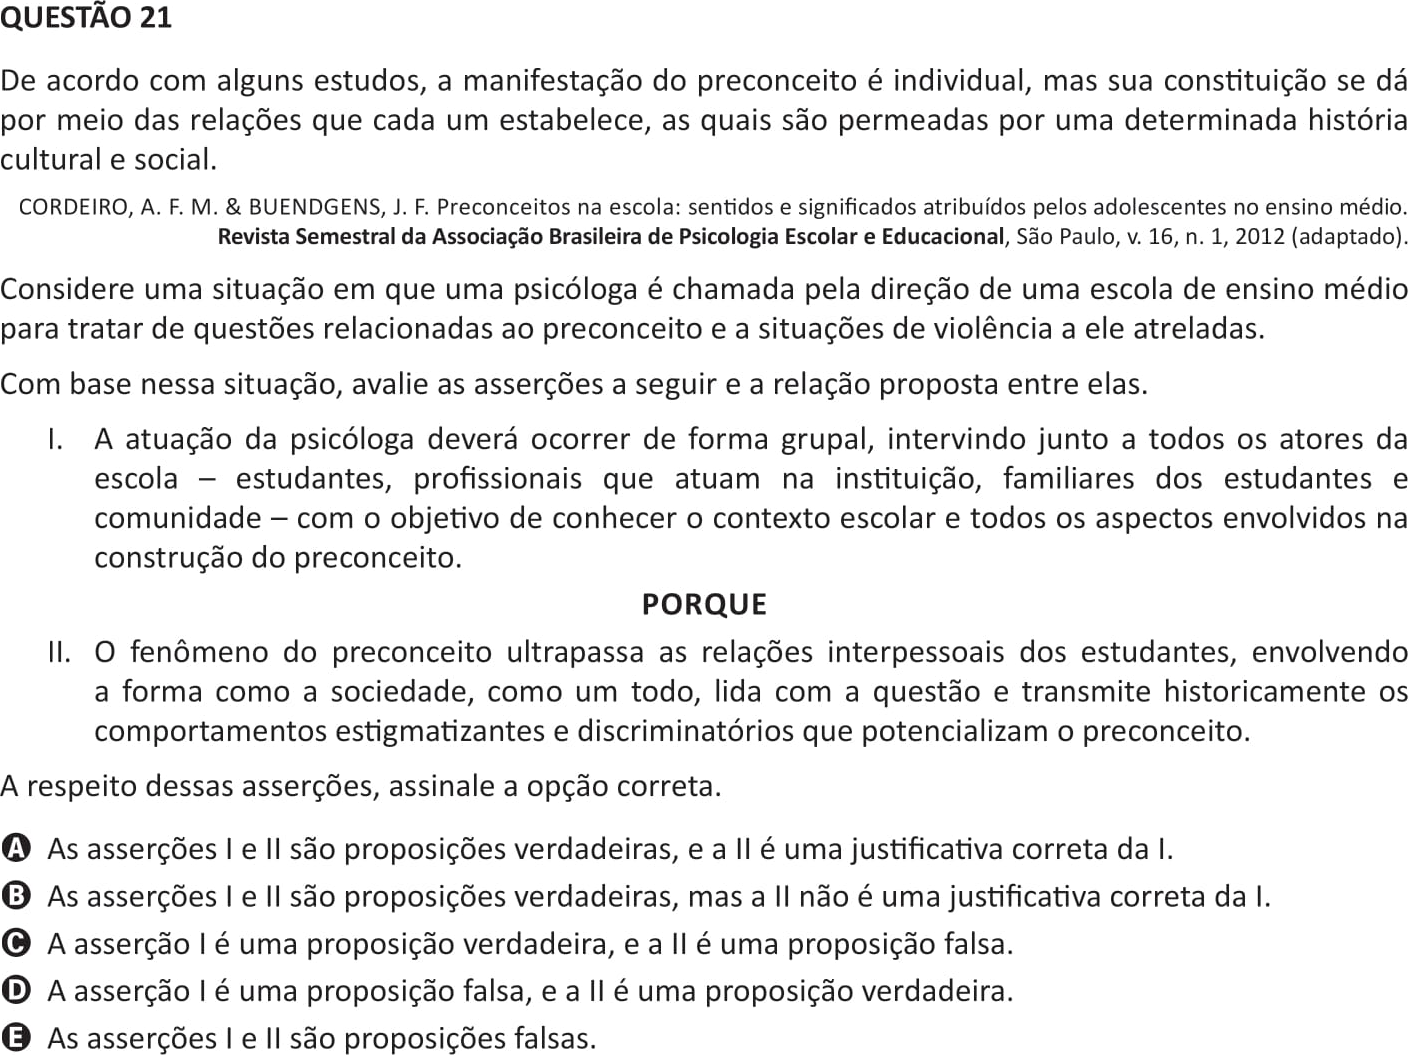 QUESTÃO 21
De acordo com alguns estudos, a manifestação do preconceito é individual, mas sua constituição se dá
por meio das relações que cada um estabelece, as quais são permeadas por uma determinada história
cultural e social.
CORDEIRO, A. F. M. & BUENDGENS, J. F. Preconceitos na escola: sentidos e significados atribuídos pelos adolescentes no ensino médio.
Revista Semestral da Associação Brasileira de Psicologia Escolar e Educacional, São Paulo, v. 16, n. 1, 2012 (adaptado).
Considere uma situação em que uma psicóloga é chamada pela direção de uma escola de ensino médio
para tratar de questões relacionadas ao preconceito e a situações de violência a ele atreladas.
Com base nessa situação, avalie as asserções a seguir e a relação proposta entre elas.
I. A atuação da psicóloga deverá ocorrer de forma grupal, intervindo junto a todos os atores da
escola – estudantes, profissionais que atuam na instituição, familiares dos estudantes e
comunidade – com o objetivo de conhecer o contexto escolar e todos os aspectos envolvidos na
construção do preconceito.
PORQUE
II. O fenômeno do preconceito ultrapassa as relações interpessoais dos estudantes, envolvendo
a forma como a sociedade, como um todo, lida com a questão e transmite historicamente os
comportamentos estigmatizantes e discriminatórios que potencializam o preconceito.
A respeito dessas asserções, assinale a opção correta.
A As asserções I e II são proposições verdadeiras, e a II é uma justificativa correta da I.
B As asserções I e II são proposições verdadeiras, mas a II não é uma justificativa correta da I.
C A asserção I é uma proposição verdadeira, e a II é uma proposição falsa.
D A asserção I é uma proposição falsa, e a II é uma proposição verdadeira.
E As asserções I e II são proposições falsas.